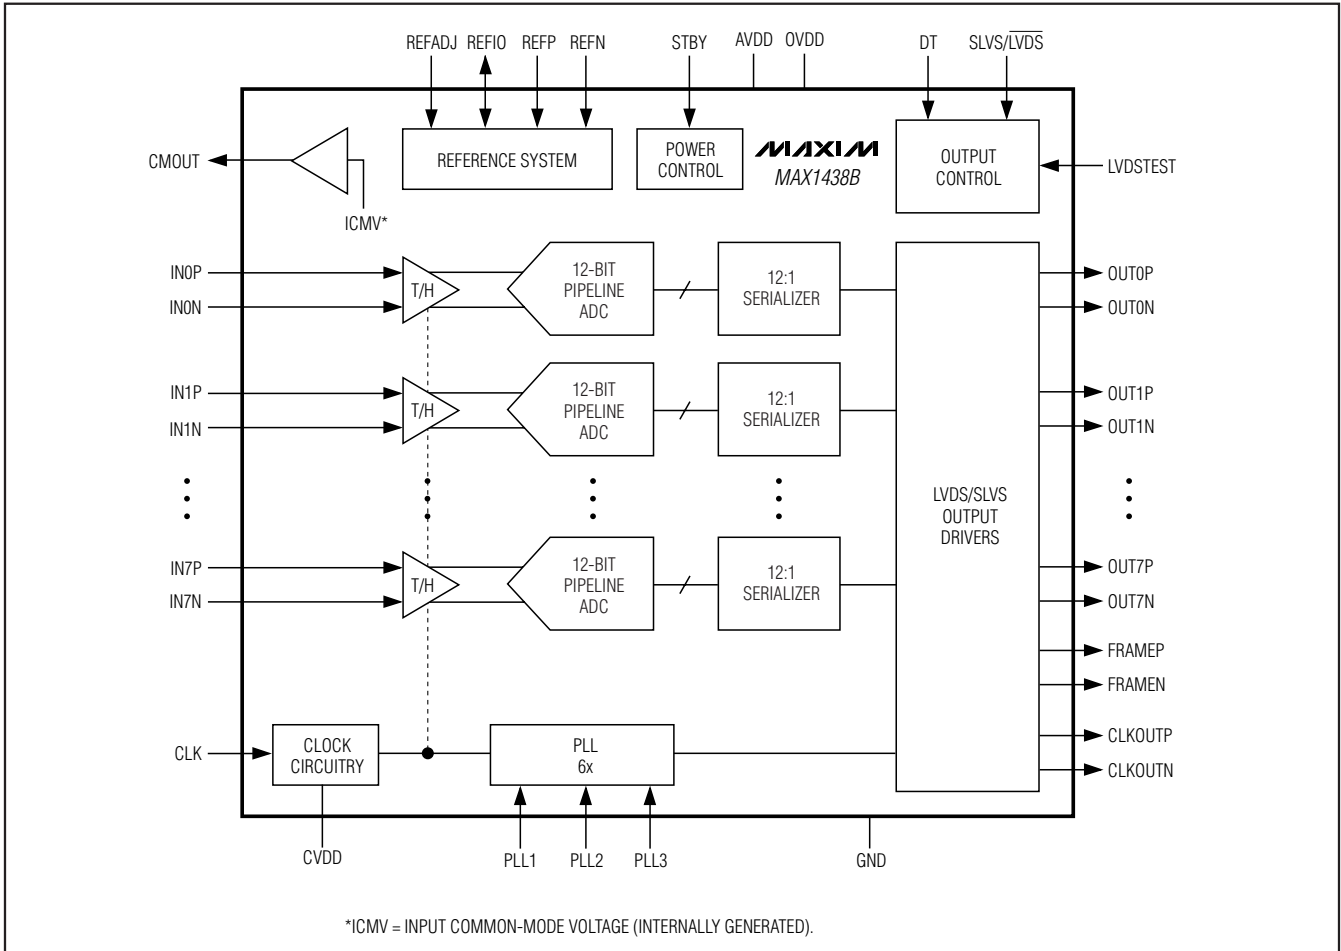 REFADJ REFIO REFP REFN STBY AVDD OVDD DT SLVS/LVDS
CMOUT
ICMV*
REFERENCE SYSTEM
POWER
CONTROL
MAXIM
MAX1438B
OUTPUT
CONTROL
LVDSTEST
IN0P
IN0N
T/H
12-BIT
PIPELINE
ADC
12:1
SERIALIZER
OUT0P
OUT0N
IN1P
IN1N
T/H
12-BIT
PIPELINE
ADC
12:1
SERIALIZER
OUT1P
OUT1N
LVDS/SLVS
OUTPUT
DRIVERS
IN7P
IN7N
T/H
12-BIT
PIPELINE
ADC
12:1
SERIALIZER
OUT7P
OUT7N
FRAMEP
FRAMEN
CLK
CLOCK
CIRCUITRY
PLL
6x
CLKOUTP
CLKOUTN
CVDD
PLL1 PLL2 PLL3
GND
*ICMV = INPUT COMMON-MODE VOLTAGE (INTERNALLY GENERATED).